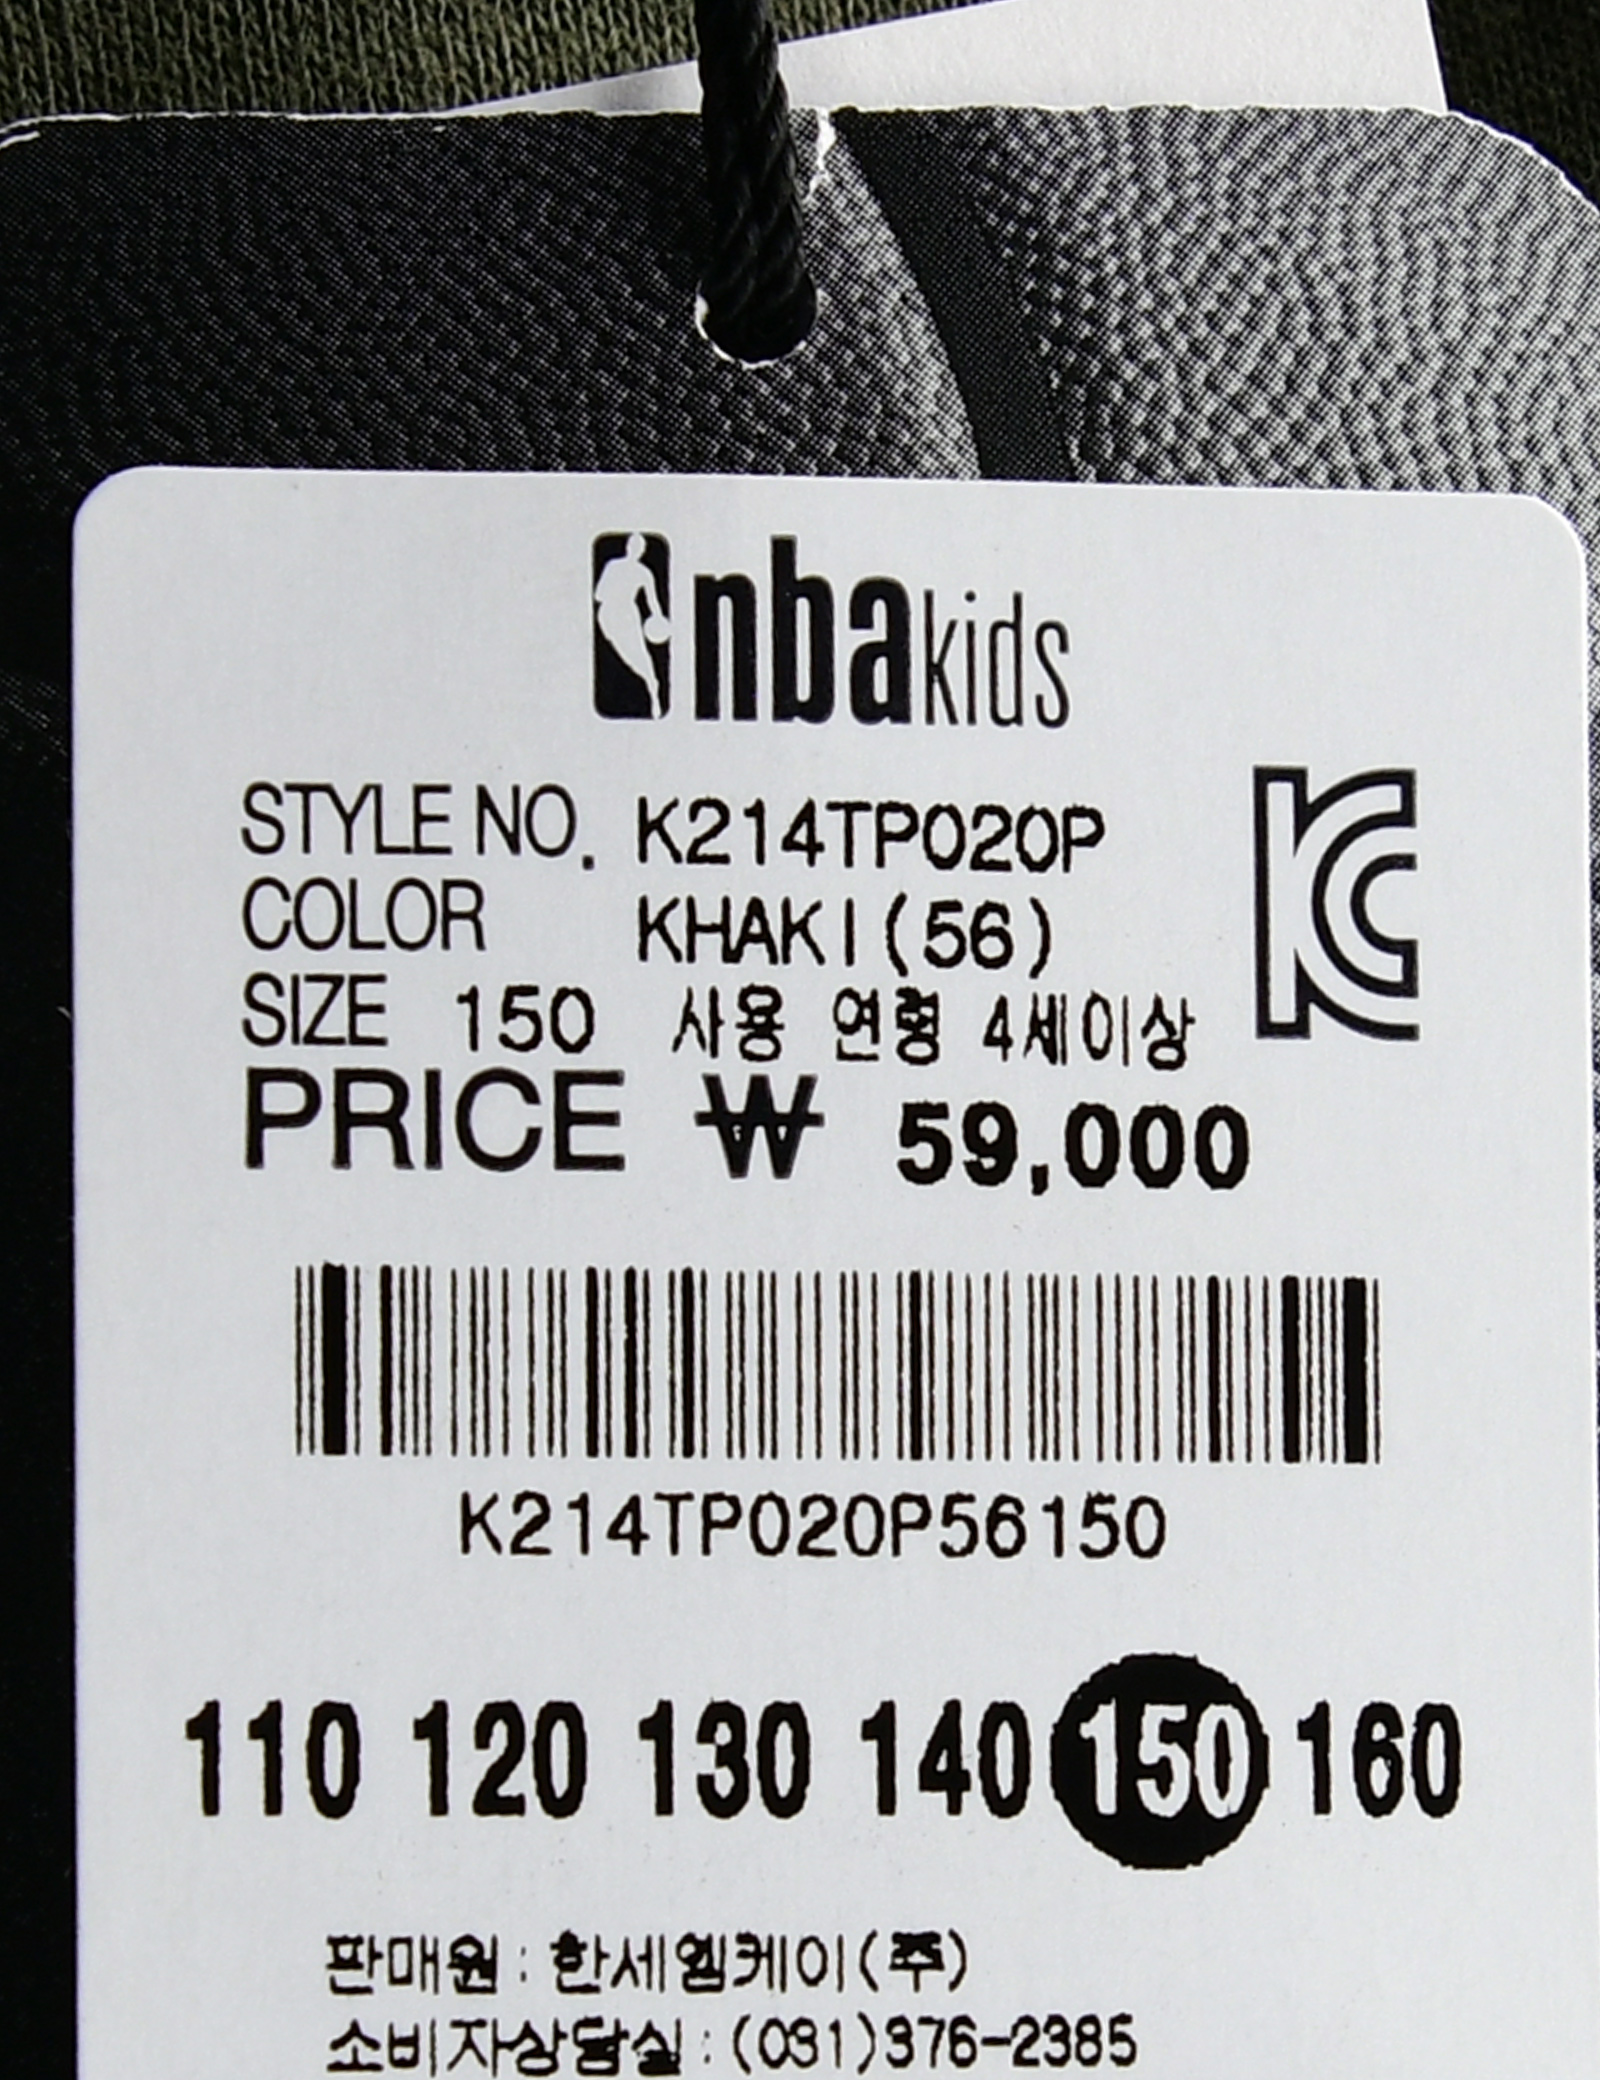 nbakids
STYLE NO. K214TP020P
COLOR KHAKI(56)
SIZE 150 사용 연령 4세이상
PRICE ₩ 59,000
K214TP020P56150
110 120 130 140 150 160
판매원 : 한세엠케이(주)
소비자상담실 : (031)376-2385